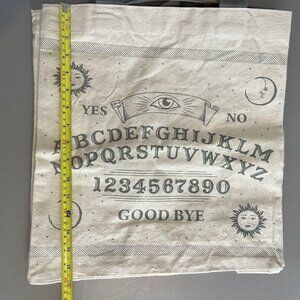 YES NO
ABCDEFGHIJKLM
NOPQRSTUVWXYZ
1234567890
GOOD BYE